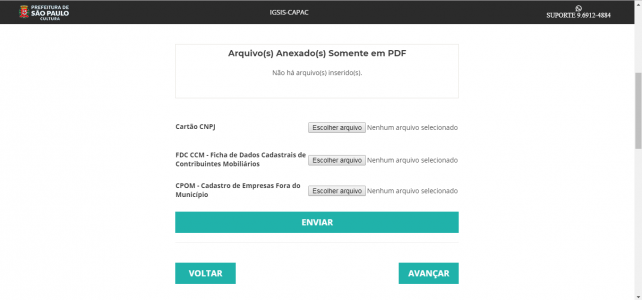 PREFEITURA DE
SÃO PAULO
CULTURA
IGSIS-CAPAC
SUPORTE 9.6912-4884
Arquivo(s) Anexado(s) Somente em PDF
Não há arquivo(s) inserido(s).
Cartão CNPJ
Escolher arquivo Nenhum arquivo selecionado
FDC CCM - Ficha de Dados Cadastrais de
Contribuintes Mobiliários
Escolher arquivo Nenhum arquivo selecionado
CPOM - Cadastro de Empresas Fora do
Município
Escolher arquivo Nenhum arquivo selecionado
ENVIAR
VOLTAR
AVANÇAR